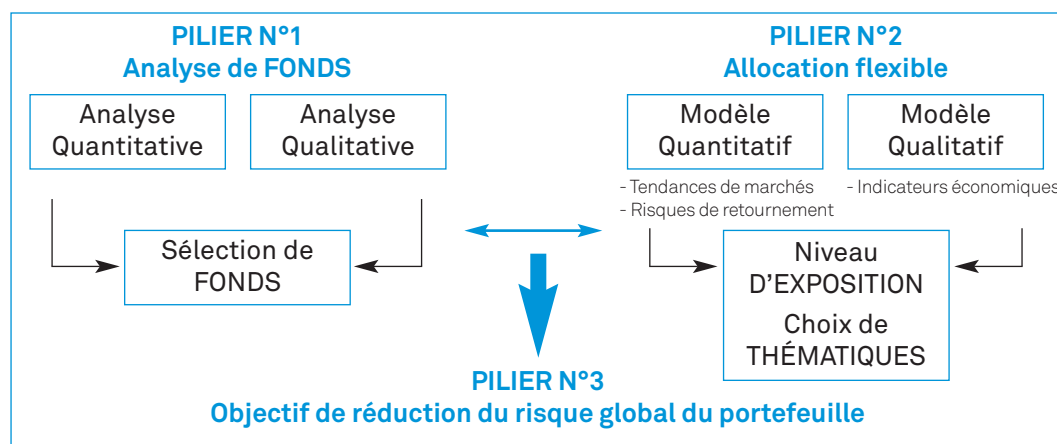 PILIER N°1
Analyse de FONDS
Analyse
Quantitative
Analyse
Qualitative
Sélection de
FONDS
PILIER N°2
Allocation flexible
Modèle
Quantitatif
- Tendances de marchés
- Risques de retournement
Modèle
Qualitatif
- Indicateurs économiques
Niveau
D'EXPOSITION
Choix de
THÉMATIQUES
PILIER N°3
Objectif de réduction du risque global du portefeuille